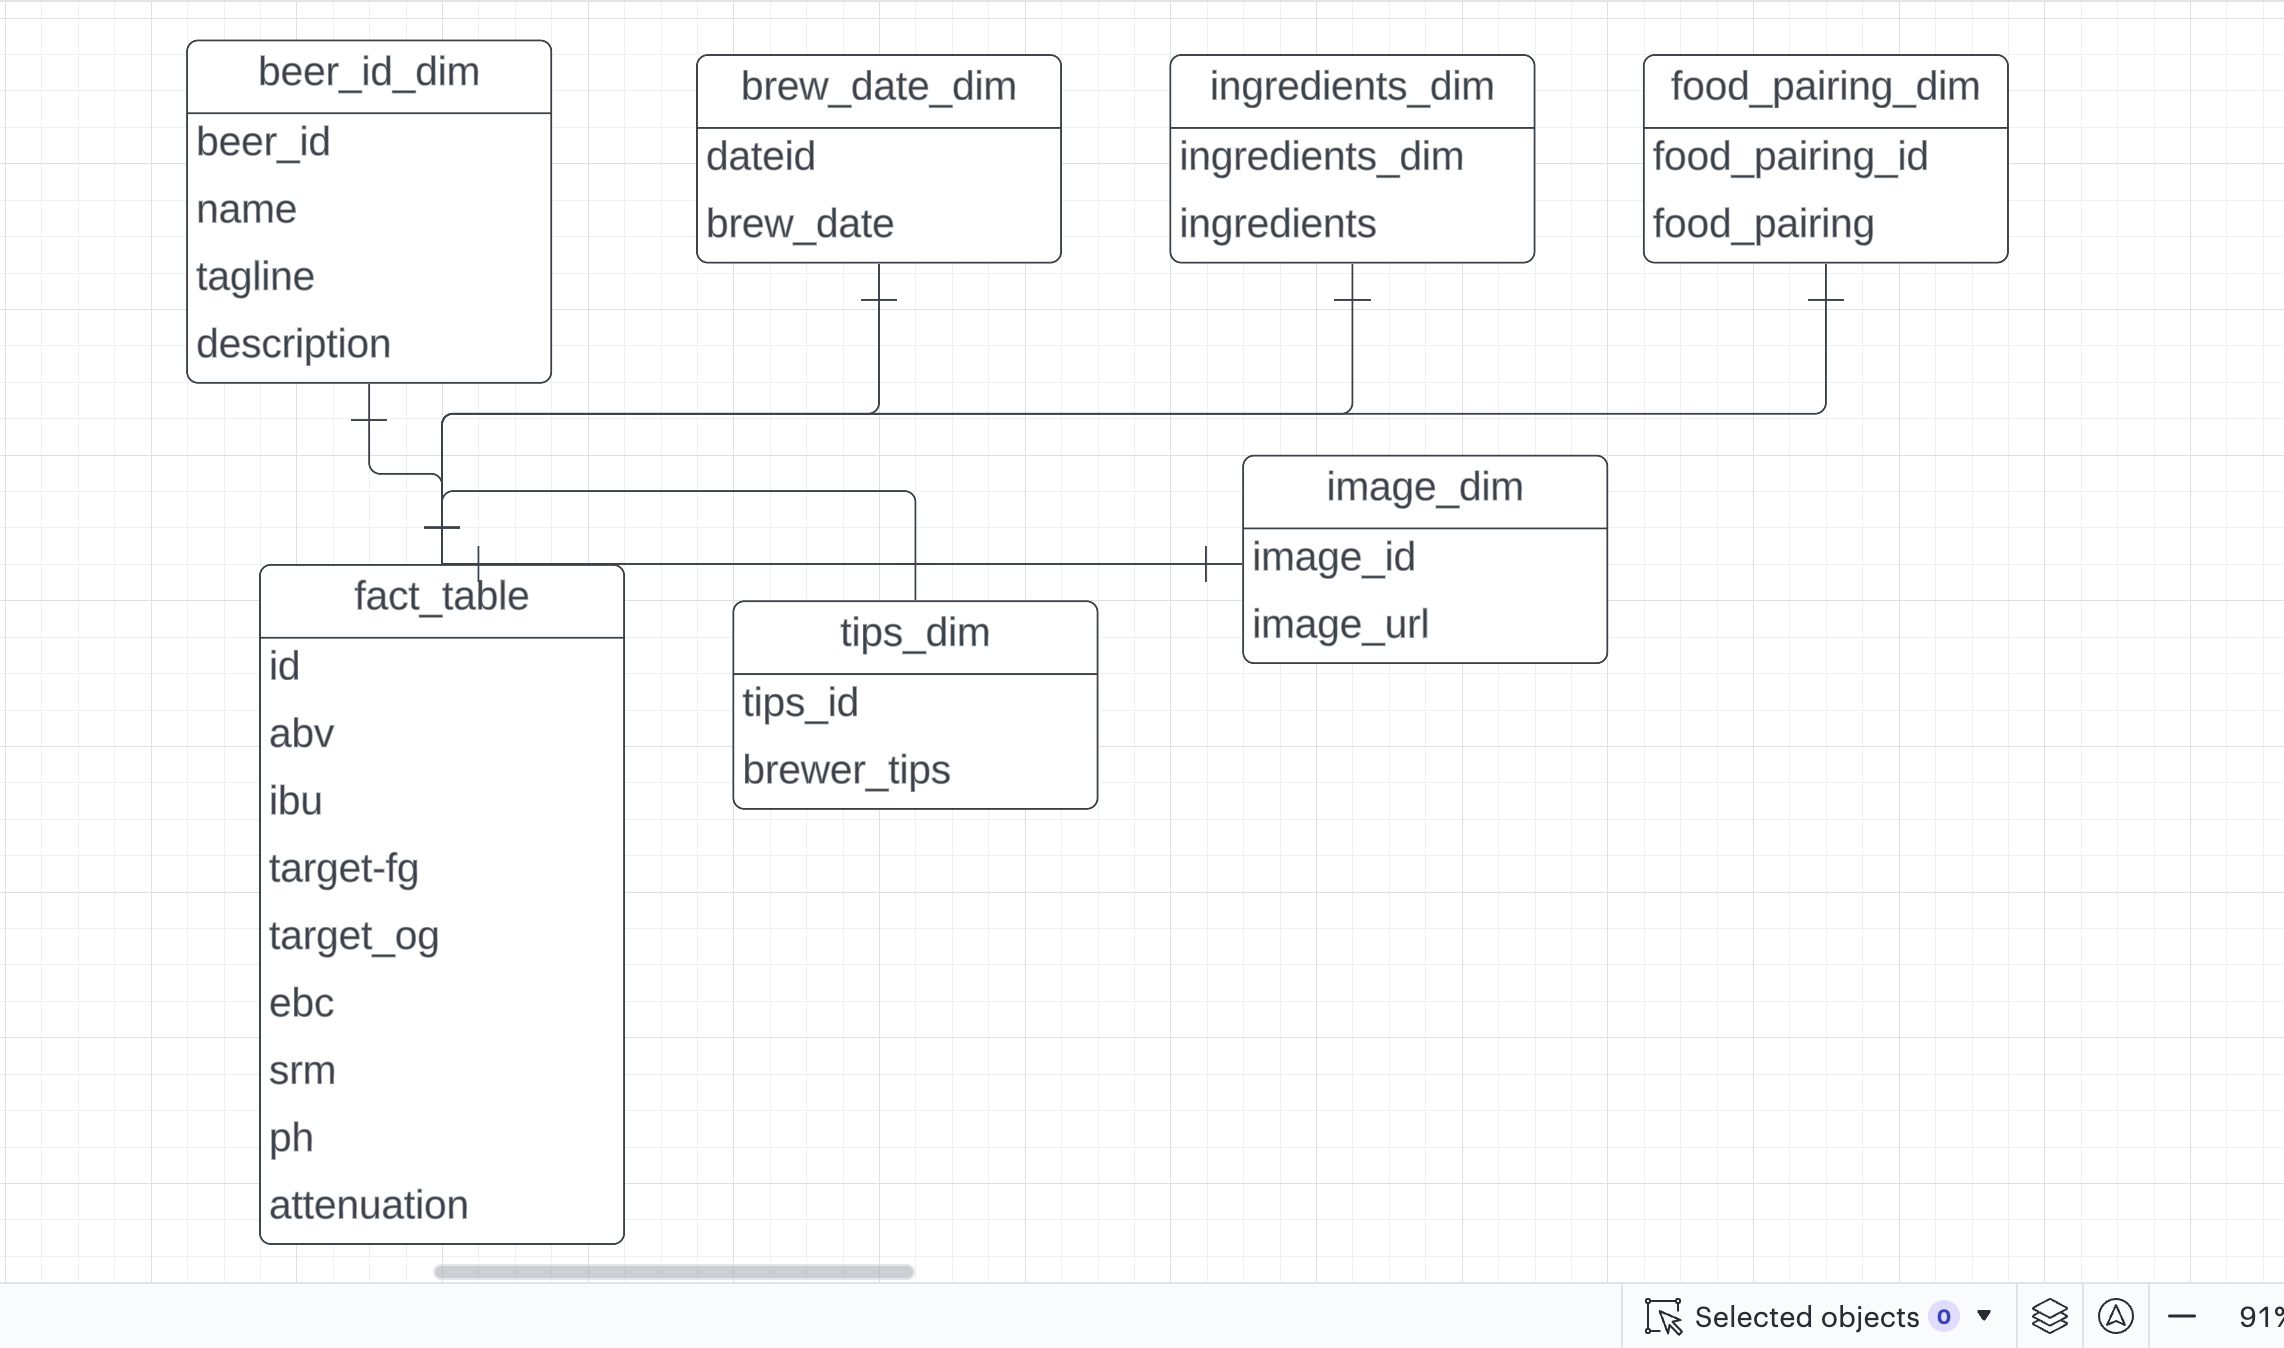 beer_id_dim
beer_id
name
tagline
description
brew_date_dim
dateid
brew_date
ingredients_dim
ingredients_dim
ingredients
food_pairing_dim
food_pairing_id
food_pairing
image_dim
image_id
image_url
fact_table
id
abv
ibu
target-fg
target_og
ebc
srm
ph
attenuation
tips_dim
tips_id
brewer_tips
Selected objects 0
91%